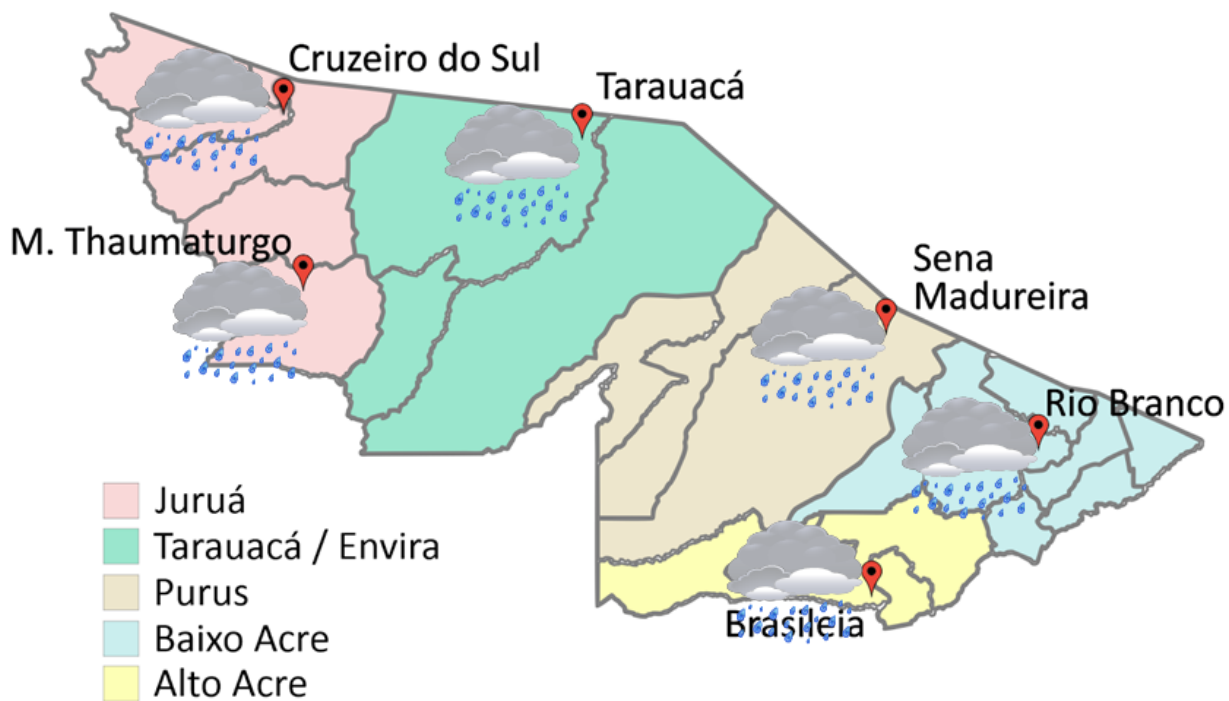 Cruzeiro do Sul
Tarauacá
M. Thaumaturgo
Sena
Madureira
Rio Branco
Brasileia
Juruá
Tarauacá / Envira
Purus
Baixo Acre
Alto Acre